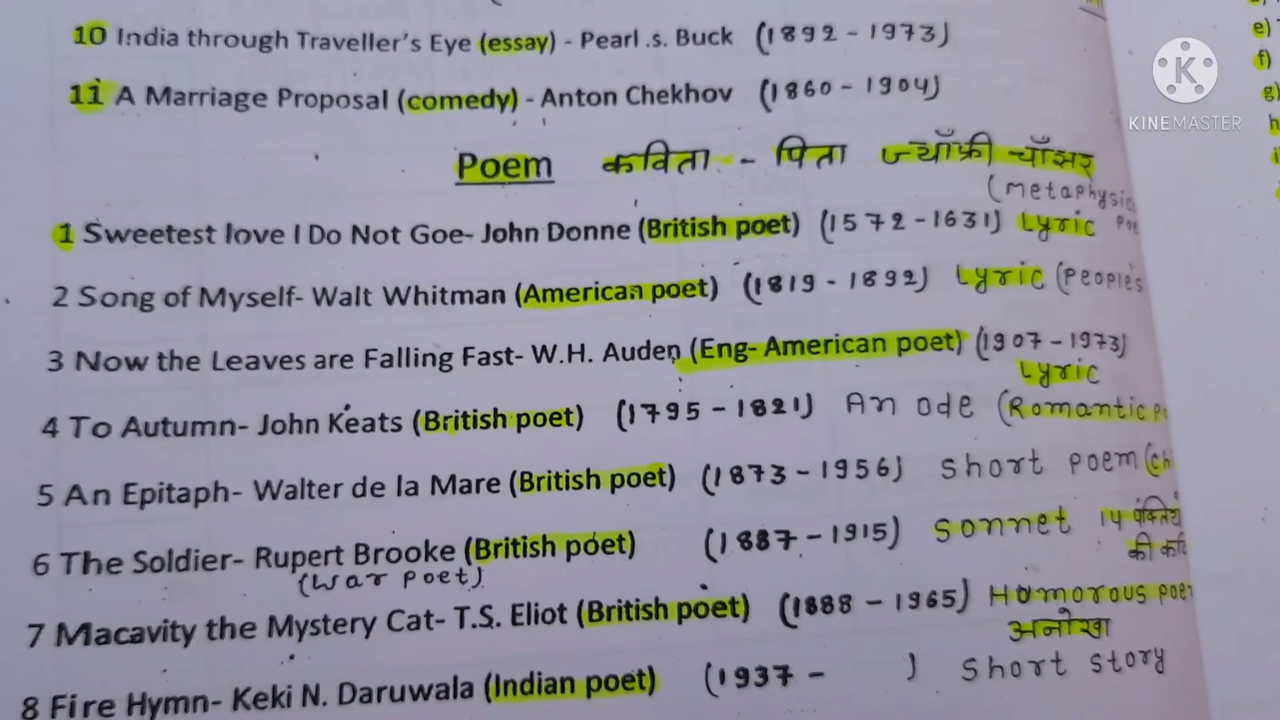 10 India through Traveller's Eye (essay) - Pearl .s. Buck (1892 - 1973)
11 A Marriage Proposal (comedy) - Anton Chekhov (1860 - 1904)
Poem कविता - पिता ज्यॉफ्री चॉसर
1 Sweetest love I Do Not Goe- John Donne (British poet) (1572 - 1631) Lyric
2 Song of Myself- Walt Whitman (American poet) (1819 - 1892) Lyric (People's
3 Now the Leaves are Falling Fast- W.H. Auden (Eng- American poet) (1907 - 1973)
Lyric
4 To Autumn- John Keats (British poet) (1795 - 1821) An ode (Romantic
5 An Epitaph- Walter de la Mare (British poet) (1873 - 1956) Short poem
6 The Soldier- Rupert Brooke (British poet) (1887 - 1915) Sonnet 14
(War poet) की
7 Macavity the Mystery Cat- T.S. Eliot (British poet) (1888 - 1965) Humorous
अनोखा
8 Fire Hymn- Keki N. Daruwala (Indian poet) (1937 - ) Short story
e)
f)
g)
K
KINEMASTER